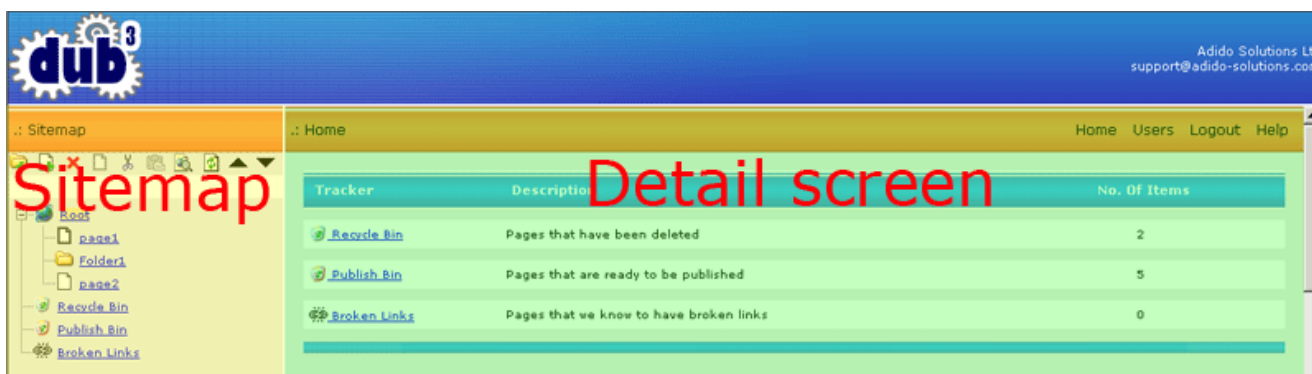 dub3
Adido Solutions Lt
support@adido-solutions.co
.: Sitemap
.: Home
Home Users Logout Help
Sitemap
Detail screen
Tracker Description No. Of Items
Root
page1
Folder1
page2
Recycle Bin
Publish Bin
Broken Links
Recycle Bin Pages that have been deleted 2
Publish Bin Pages that are ready to be published 5
Broken Links Pages that we know to have broken links 0